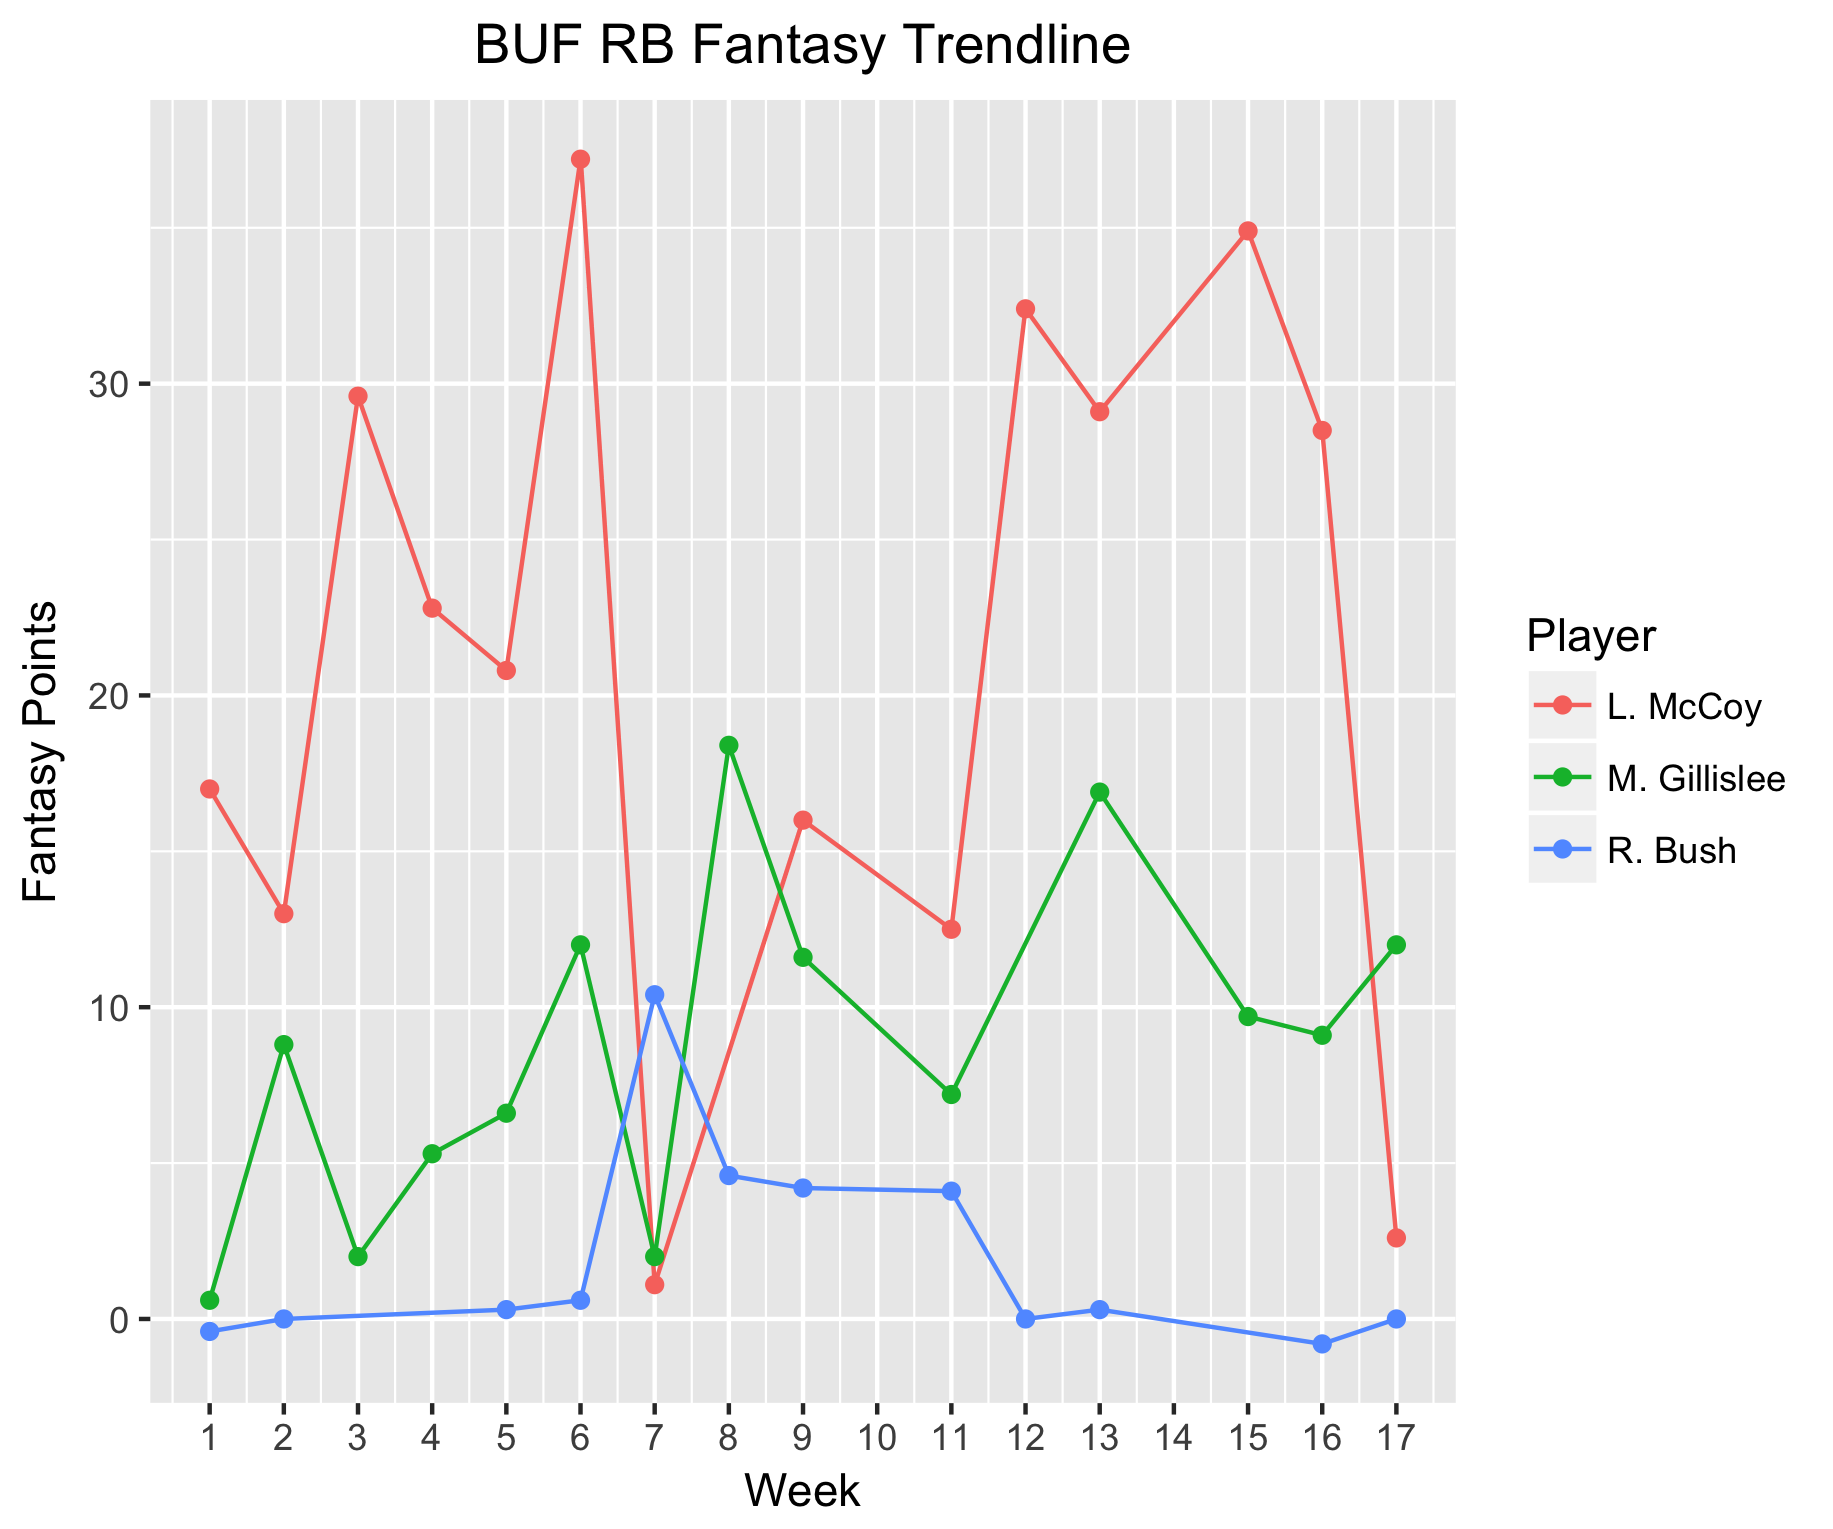 BUF RB Fantasy Trendline
Fantasy Points
30
20
10
0
1 2 3 4 5 6 7 8 9 10 11 12 13 14 15 16 17
Week
Player
L. McCoy
M. Gillislee
R. Bush